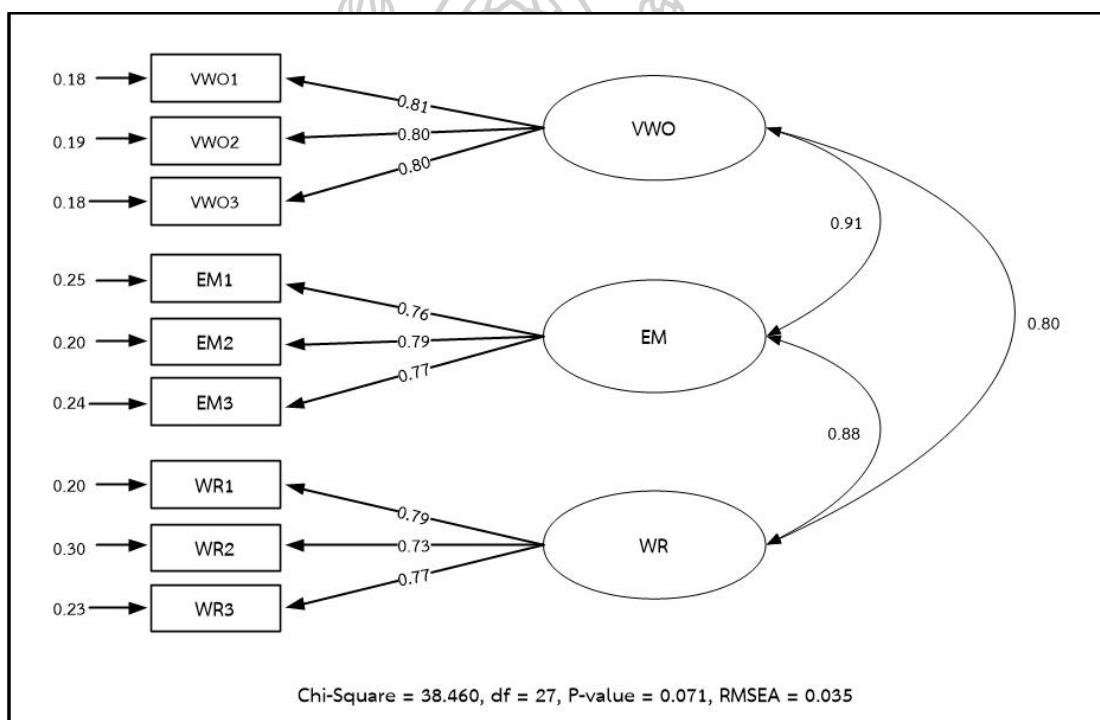 0.18
VWO1
0.81
VWO
0.19
VWO2
0.80
0.18
VWO3
0.80
0.91
0.25
EM1
0.76
EM
0.80
0.20
EM2
0.79
0.24
EM3
0.77
0.88
0.20
WR1
0.79
WR
0.30
WR2
0.73
0.23
WR3
0.77
Chi-Square = 38.460, df = 27, P-value = 0.071, RMSEA = 0.035